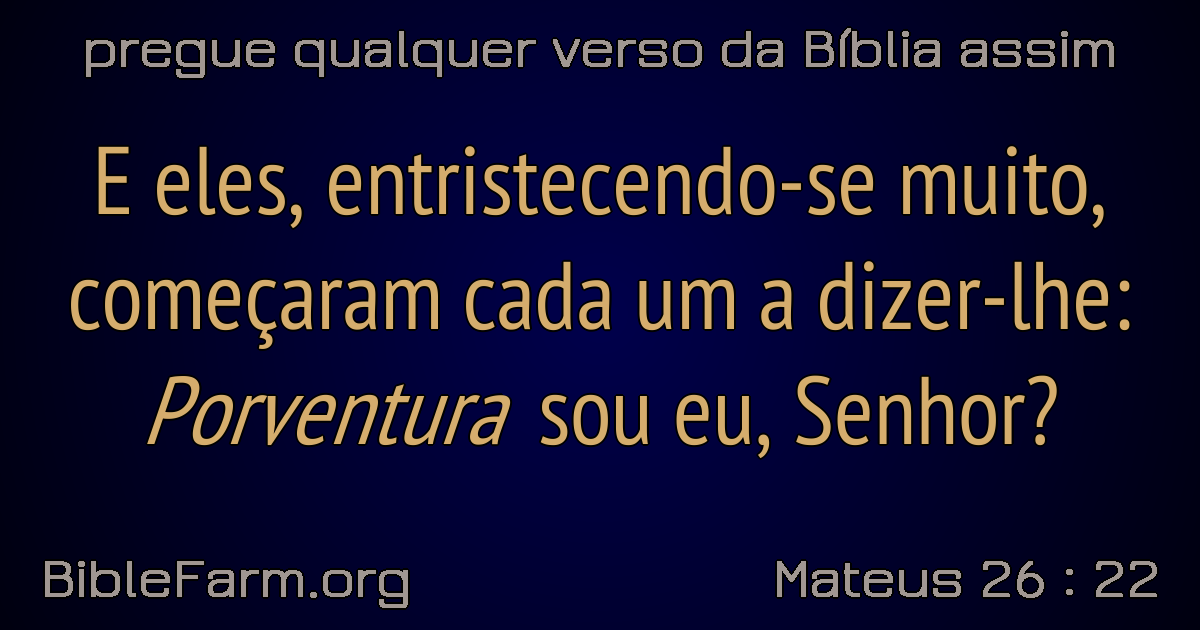 pregue qualquer verso da Bíblia assim
E eles, entristecendo-se muito,
começaram cada um a dizer-lhe:
Porventura sou eu, Senhor?
BibleFarm.org
Mateus 26 : 22